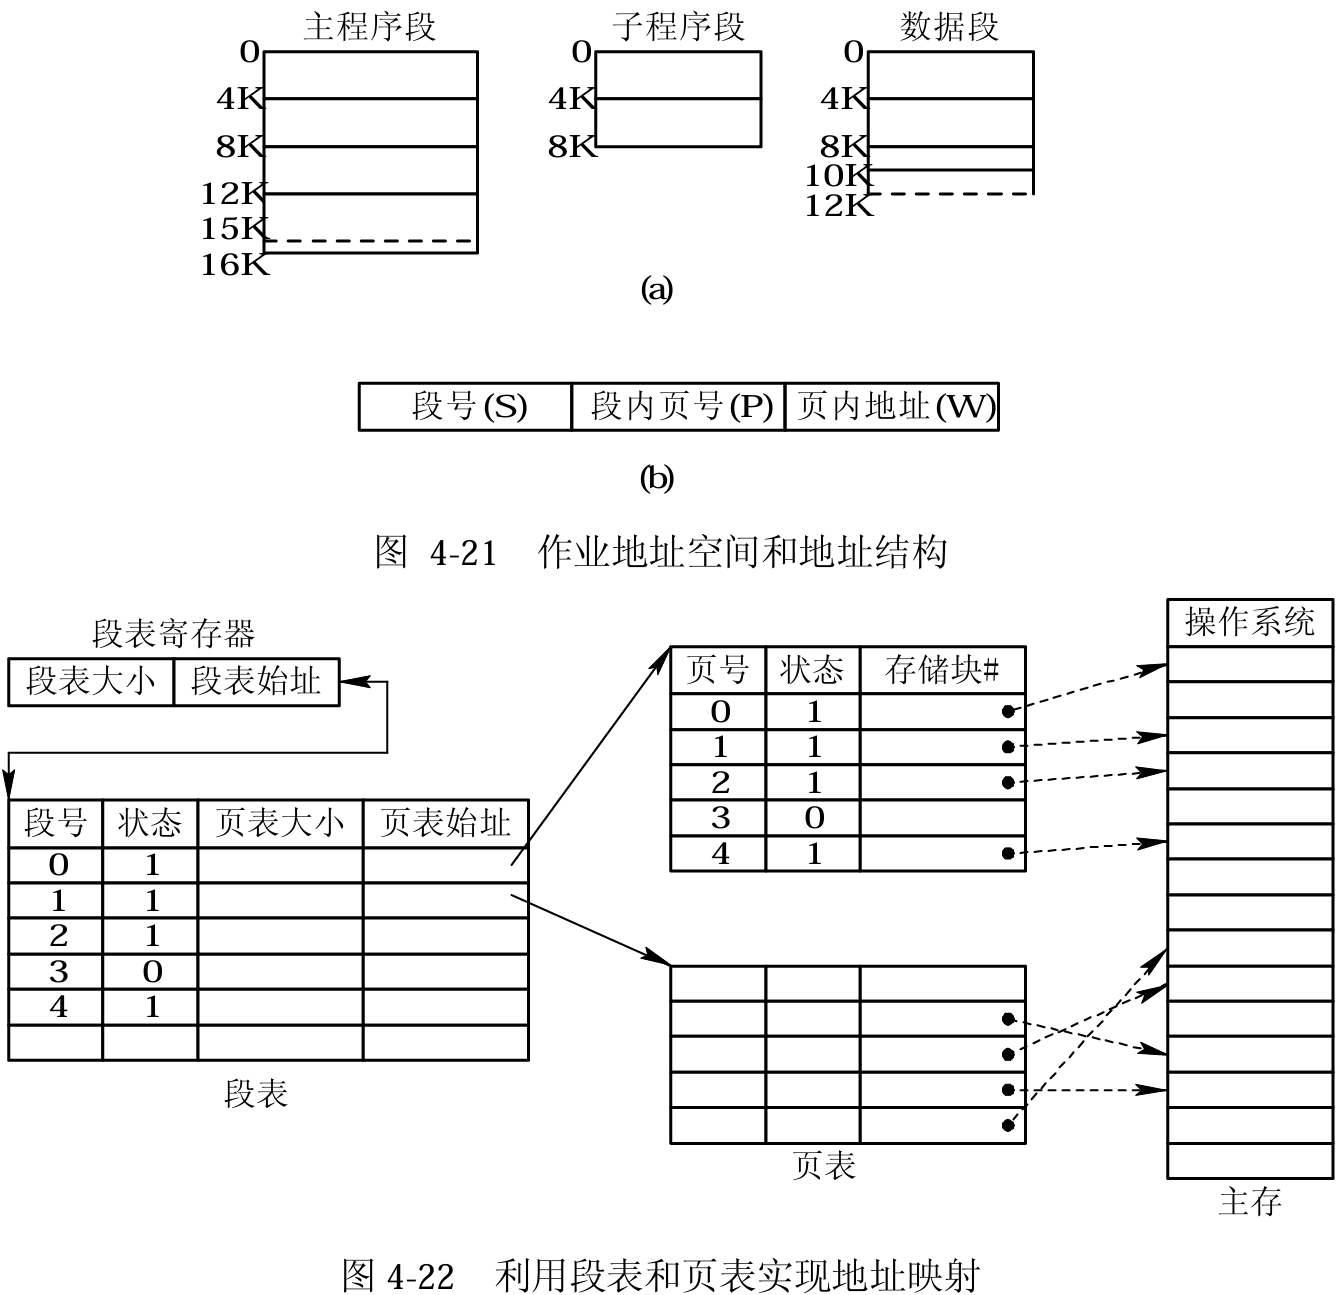 主程序段 子程序段 数据段
0 0 0
4K 4K 4K
8K 8K 8K
10K
12K 12K
15K
16K
(a)
段号(S) 段内页号(P) 页内地址(W)
(b)
图 4-21 作业地址空间和地址结构
段表寄存器
段表大小 段表始址
段号 状态 页表大小 页表始址
0 1
1 1
2 1
3 0
4 1
段表
页号 状态 存储块#
0 1
1 1
2 1
3 0
4 1
页表
操作系统
主存
图 4-22 利用段表和页表实现地址映射